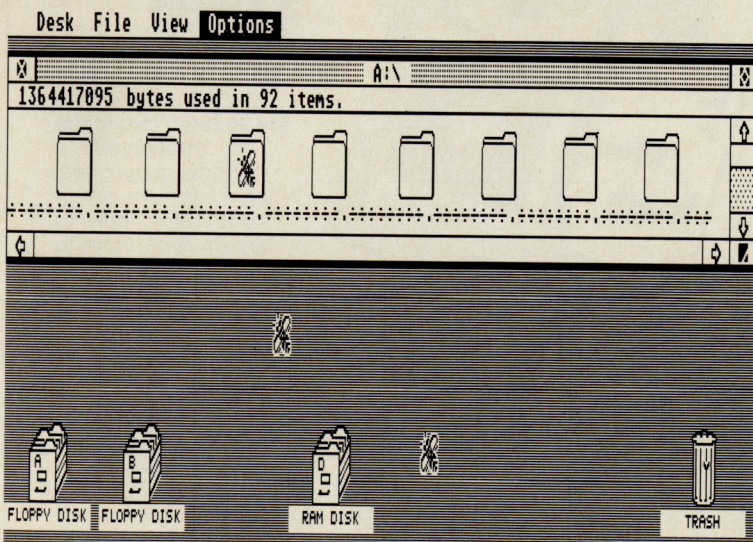 Desk File View Options
A:\
1364417095 bytes used in 92 items.
A B D
FLOPPY DISK FLOPPY DISK RAM DISK TRASH